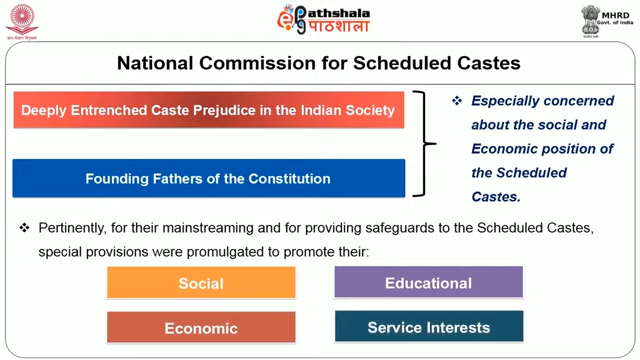 Pathshala
पाठशाला
MHRD
Govt. of India
National Commission for Scheduled Castes
Deeply Entrenched Caste Prejudice in the Indian Society
Founding Fathers of the Constitution
Especially concerned
about the social and
Economic position of
the Scheduled
Castes.
Pertinently, for their mainstreaming and for providing safeguards to the Scheduled Castes,
special provisions were promulgated to promote their:
Social
Educational
Economic
Service Interests